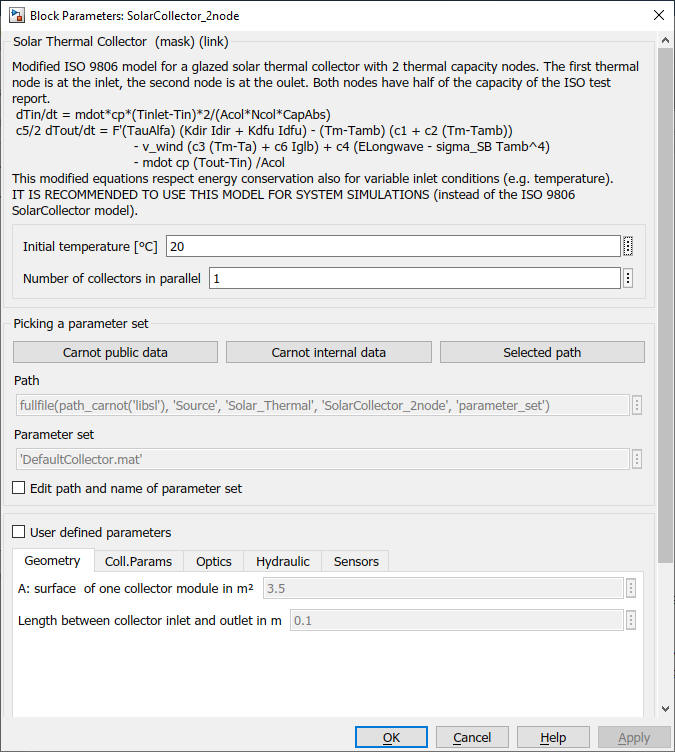 Block Parameters: SolarCollector_2node
Solar Thermal Collector (mask) (link)
Modified ISO 9806 model for a glazed solar thermal collector with 2 thermal capacity nodes. The first thermal
node is at the inlet, the second node is at the oulet. Both nodes have half of the capacity of the ISO test
report.
dTin/dt = mdot*cp*(Tinlet-Tin)*2/(Acol*Ncol*CapAbs)
c5/2 dTout/dt = F'(TauAlfa) (Kdir Idir + Kdfu Idfu) - (Tm-Tamb) (c1 + c2 (Tm-Tamb))
- v_wind (c3 (Tm-Ta) + c6 Iglb) + c4 (ELongwave - sigma_SB Tamb^4)
- mdot cp (Tout-Tin) /Acol
This modified equations respect energy conservation also for variable inlet conditions (e.g. temperature).
IT IS RECOMMENDED TO USE THIS MODEL FOR SYSTEM SIMULATIONS (instead of the ISO 9806
SolarCollector model).
Initial temperature [°C] 20
Number of collectors in parallel 1
Picking a parameter set
Carnot public data Carnot internal data Selected path
Path
fullfile(path_carnot('libsl'), 'Source', 'Solar_Thermal', 'SolarCollector_2node', 'parameter_set')
Parameter set
'DefaultCollector.mat'
Edit path and name of parameter set
User defined parameters
Geometry Coll.Params Optics Hydraulic Sensors
A: surface of one collector module in m² 3.5
Length between collector inlet and outlet in m 0.1
OK Cancel Help Apply